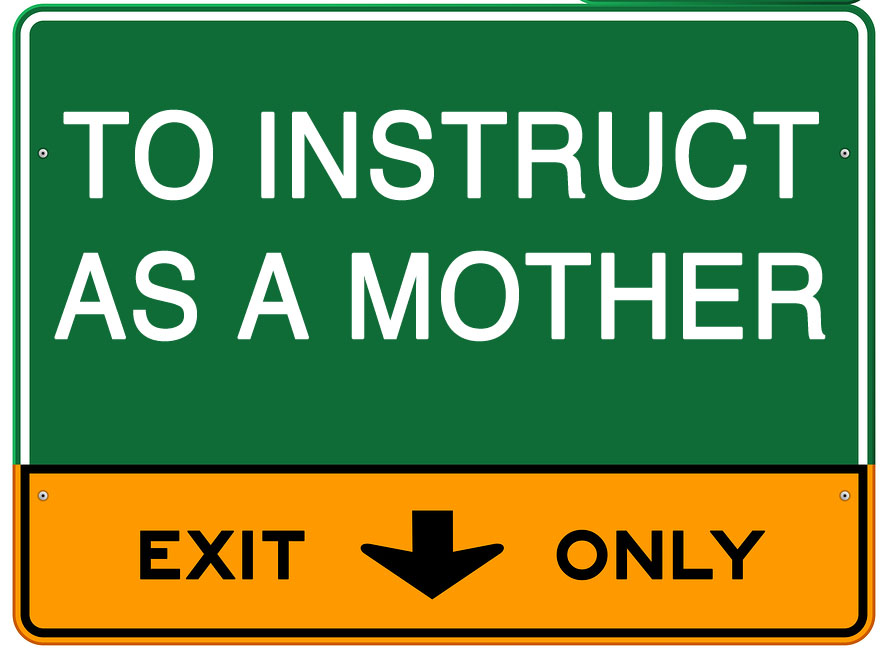 TO INSTRUCT
AS A MOTHER
EXIT ONLY